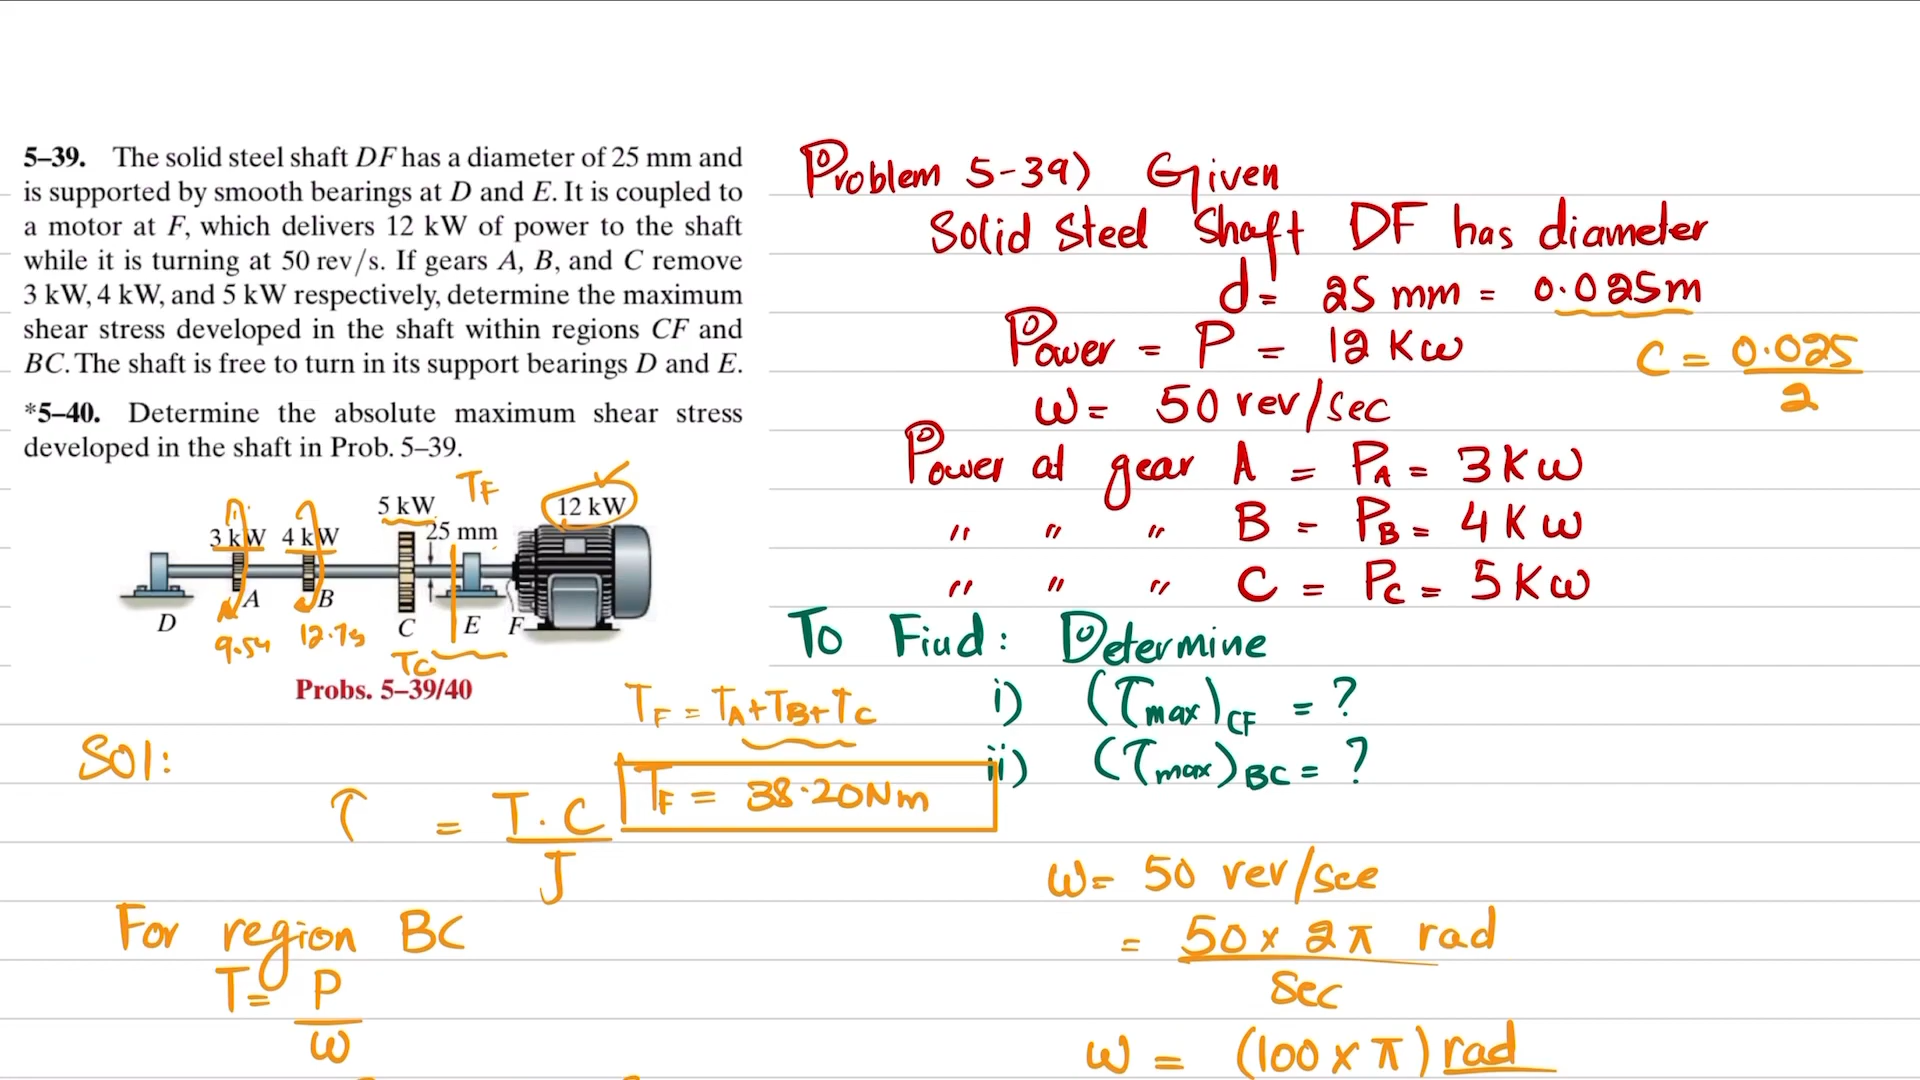 5–39. The solid steel shaft DF has a diameter of 25 mm and
is supported by smooth bearings at D and E. It is coupled to
a motor at F, which delivers 12 kW of power to the shaft
while it is turning at 50 rev/s. If gears A, B, and C remove
3 kW, 4 kW, and 5 kW respectively, determine the maximum
shear stress developed in the shaft within regions CF and
BC. The shaft is free to turn in its support bearings D and E.
*5–40. Determine the absolute maximum shear stress
developed in the shaft in Prob. 5–39.
TF
5 kW
12 kW
3 kW 4 kW
25 mm
A
B
D
C
E
F
9.54
12.73
TC
Probs. 5–39/40
Problem 5-39) Given
Solid Steel Shaft DF has diameter
d = 25 mm = 0.025m
Power = P = 12 Kw
C = 0.025
2
ω = 50 rev/sec
Power at gear A = PA = 3 Kw
" " " B = PB = 4 Kw
" " " C = PC = 5 Kw
To Find: Determine
i) (τmax)CF = ?
ii) (τmax)BC = ?
TF = TA+TB+TC
TF = 38.20Nm
Sol:
τ = T.C
J
For region BC
T = P
ω
ω = 50 rev/sec
= 50 x 2π rad
Sec
ω = (100 x π) rad